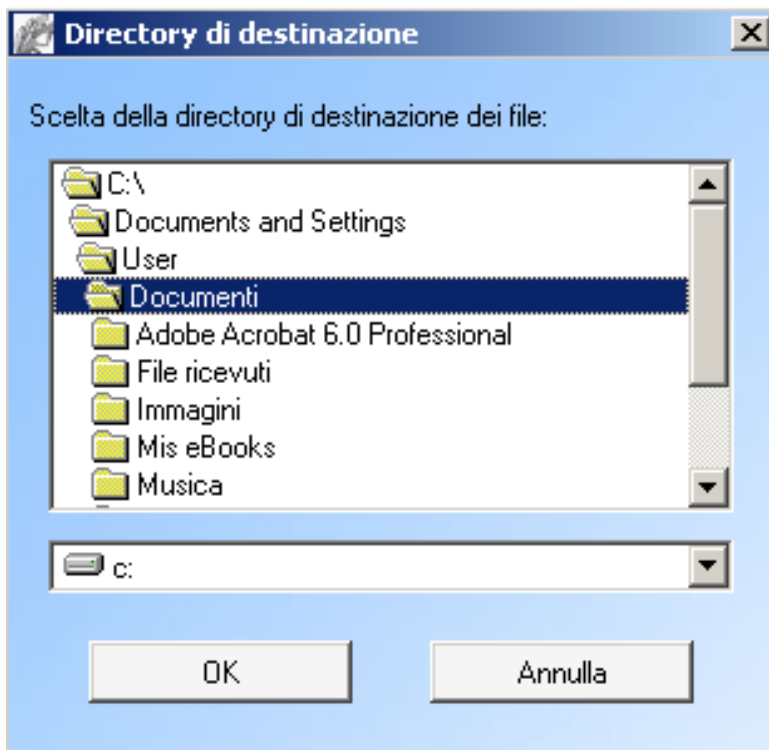 Directory di destinazione
Scelta della directory di destinazione dei file:
C:\
Documents and Settings
User
Documenti
Adobe Acrobat 6.0 Professional
File ricevuti
Immagini
Mis eBooks
Musica
c:
OK
Annulla